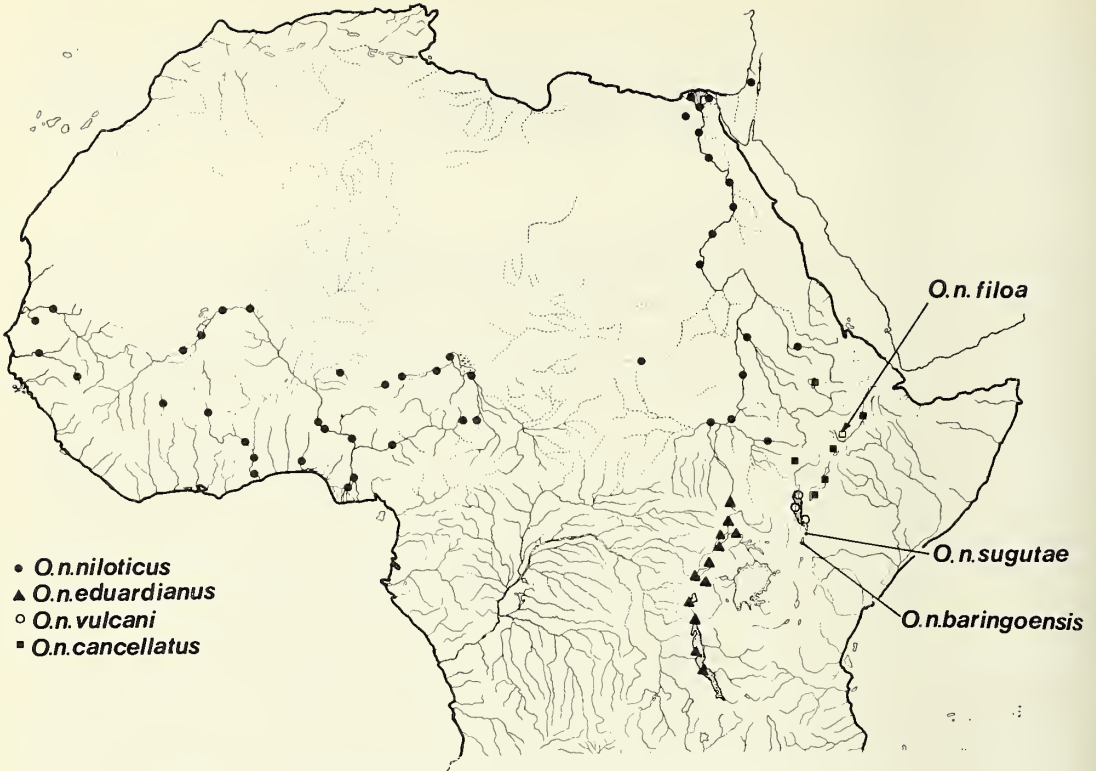 O.n. filoa
O.n.sugutae
O.n.baringoensis
O.n.niloticus
O.n.eduardianus
O.n.vulcani
O.n.cancellatus